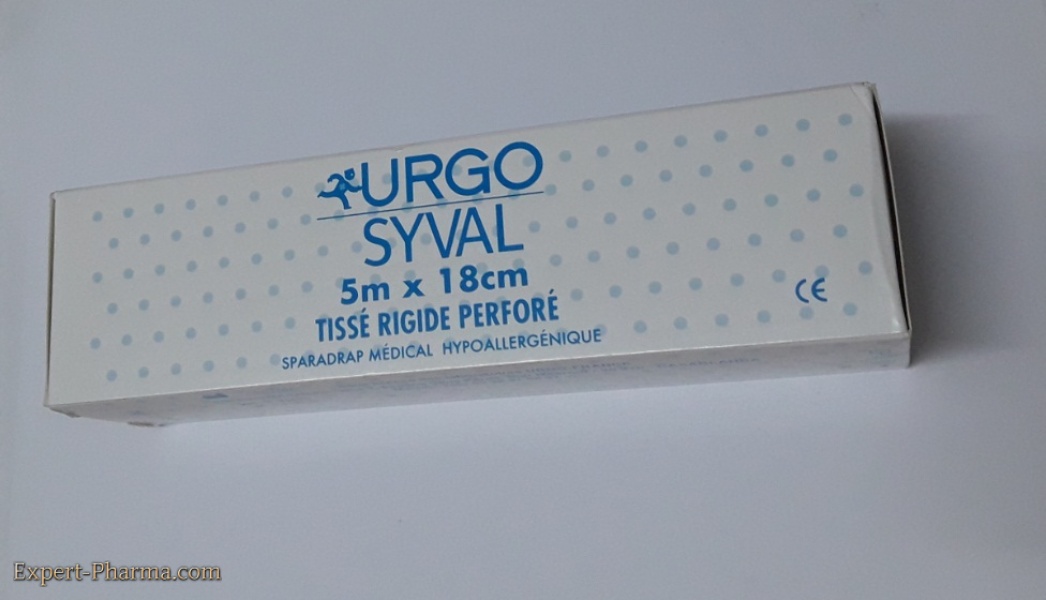 URGO
SYVAL
5m x 18cm
TISSÉ RIGIDE PERFORÉ
SPARADRAP MÉDICAL HYPOALLERGÉNIQUE
CE
Expert-Pharma.com